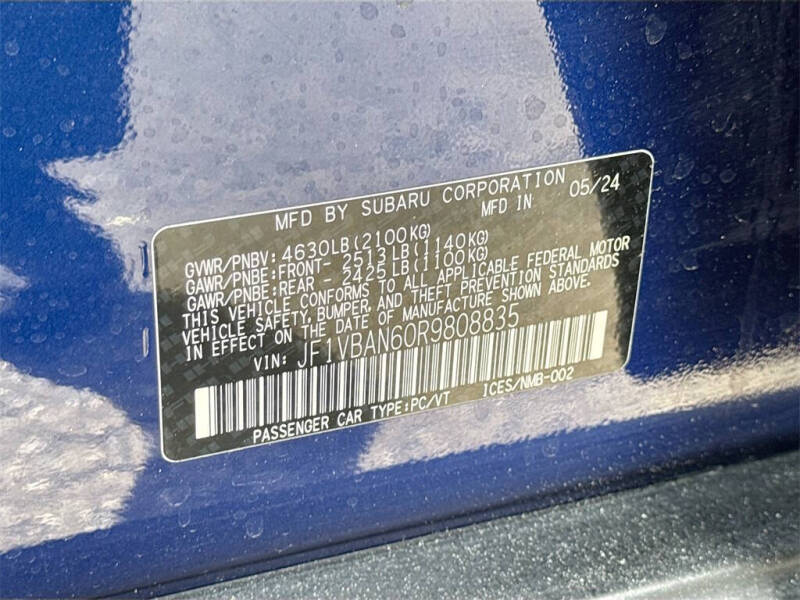 MFD BY SUBARU CORPORATION
MFD IN 05/24
GVWR/PNBV: 4630LB(2100KG)
GAWR/PNBE:FRONT- 2513LB(1140KG)
GAWR/PNBE:REAR - 2425LB(1100KG)
THIS VEHICLE CONFORMS TO ALL APPLICABLE FEDERAL MOTOR
VEHICLE SAFETY, BUMPER, AND THEFT PREVENTION STANDARDS
IN EFFECT ON THE DATE OF MANUFACTURE SHOWN ABOVE.
VIN: JF1VBAN60R9808835
PASSENGER CAR TYPE:PC/VT ICES/NMB-002